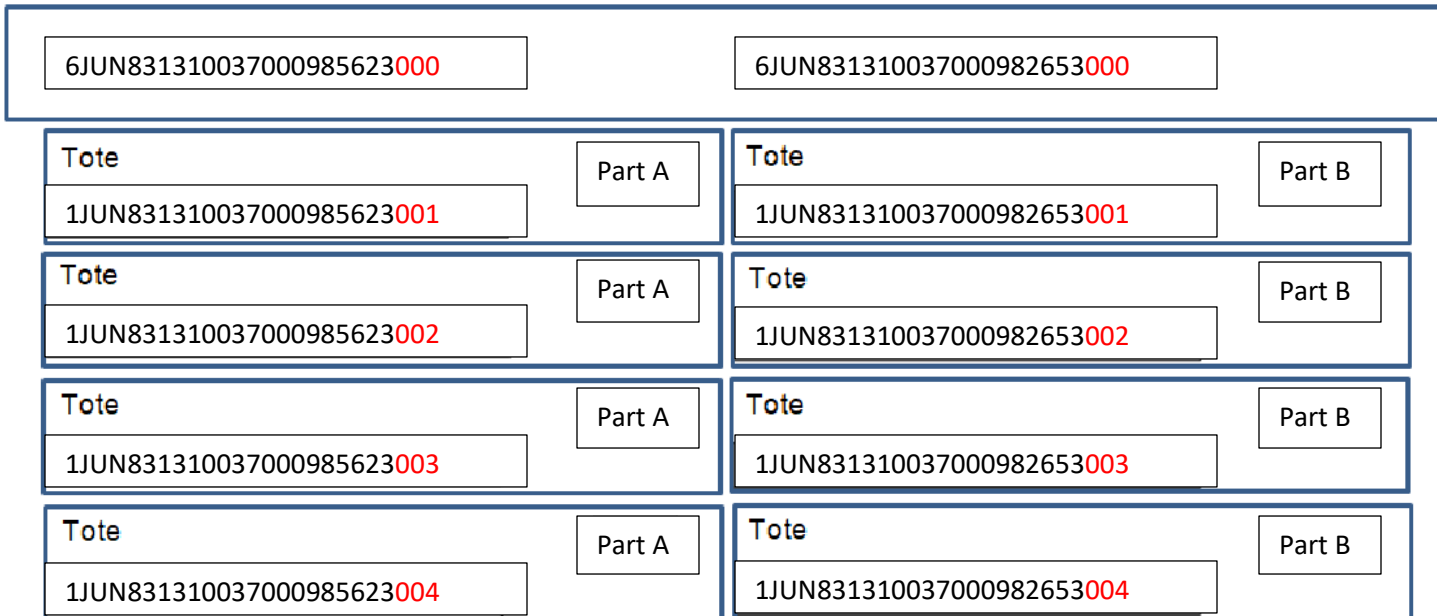 6JUN831310037000985623000 6JUN831310037000982653000
Tote Part A Tote Part B
1JUN831310037000985623001 1JUN831310037000982653001
Tote Part A Tote Part B
1JUN831310037000985623002 1JUN831310037000982653002
Tote Part A Tote Part B
1JUN831310037000985623003 1JUN831310037000982653003
Tote Part A Tote Part B
1JUN831310037000985623004 1JUN831310037000982653004